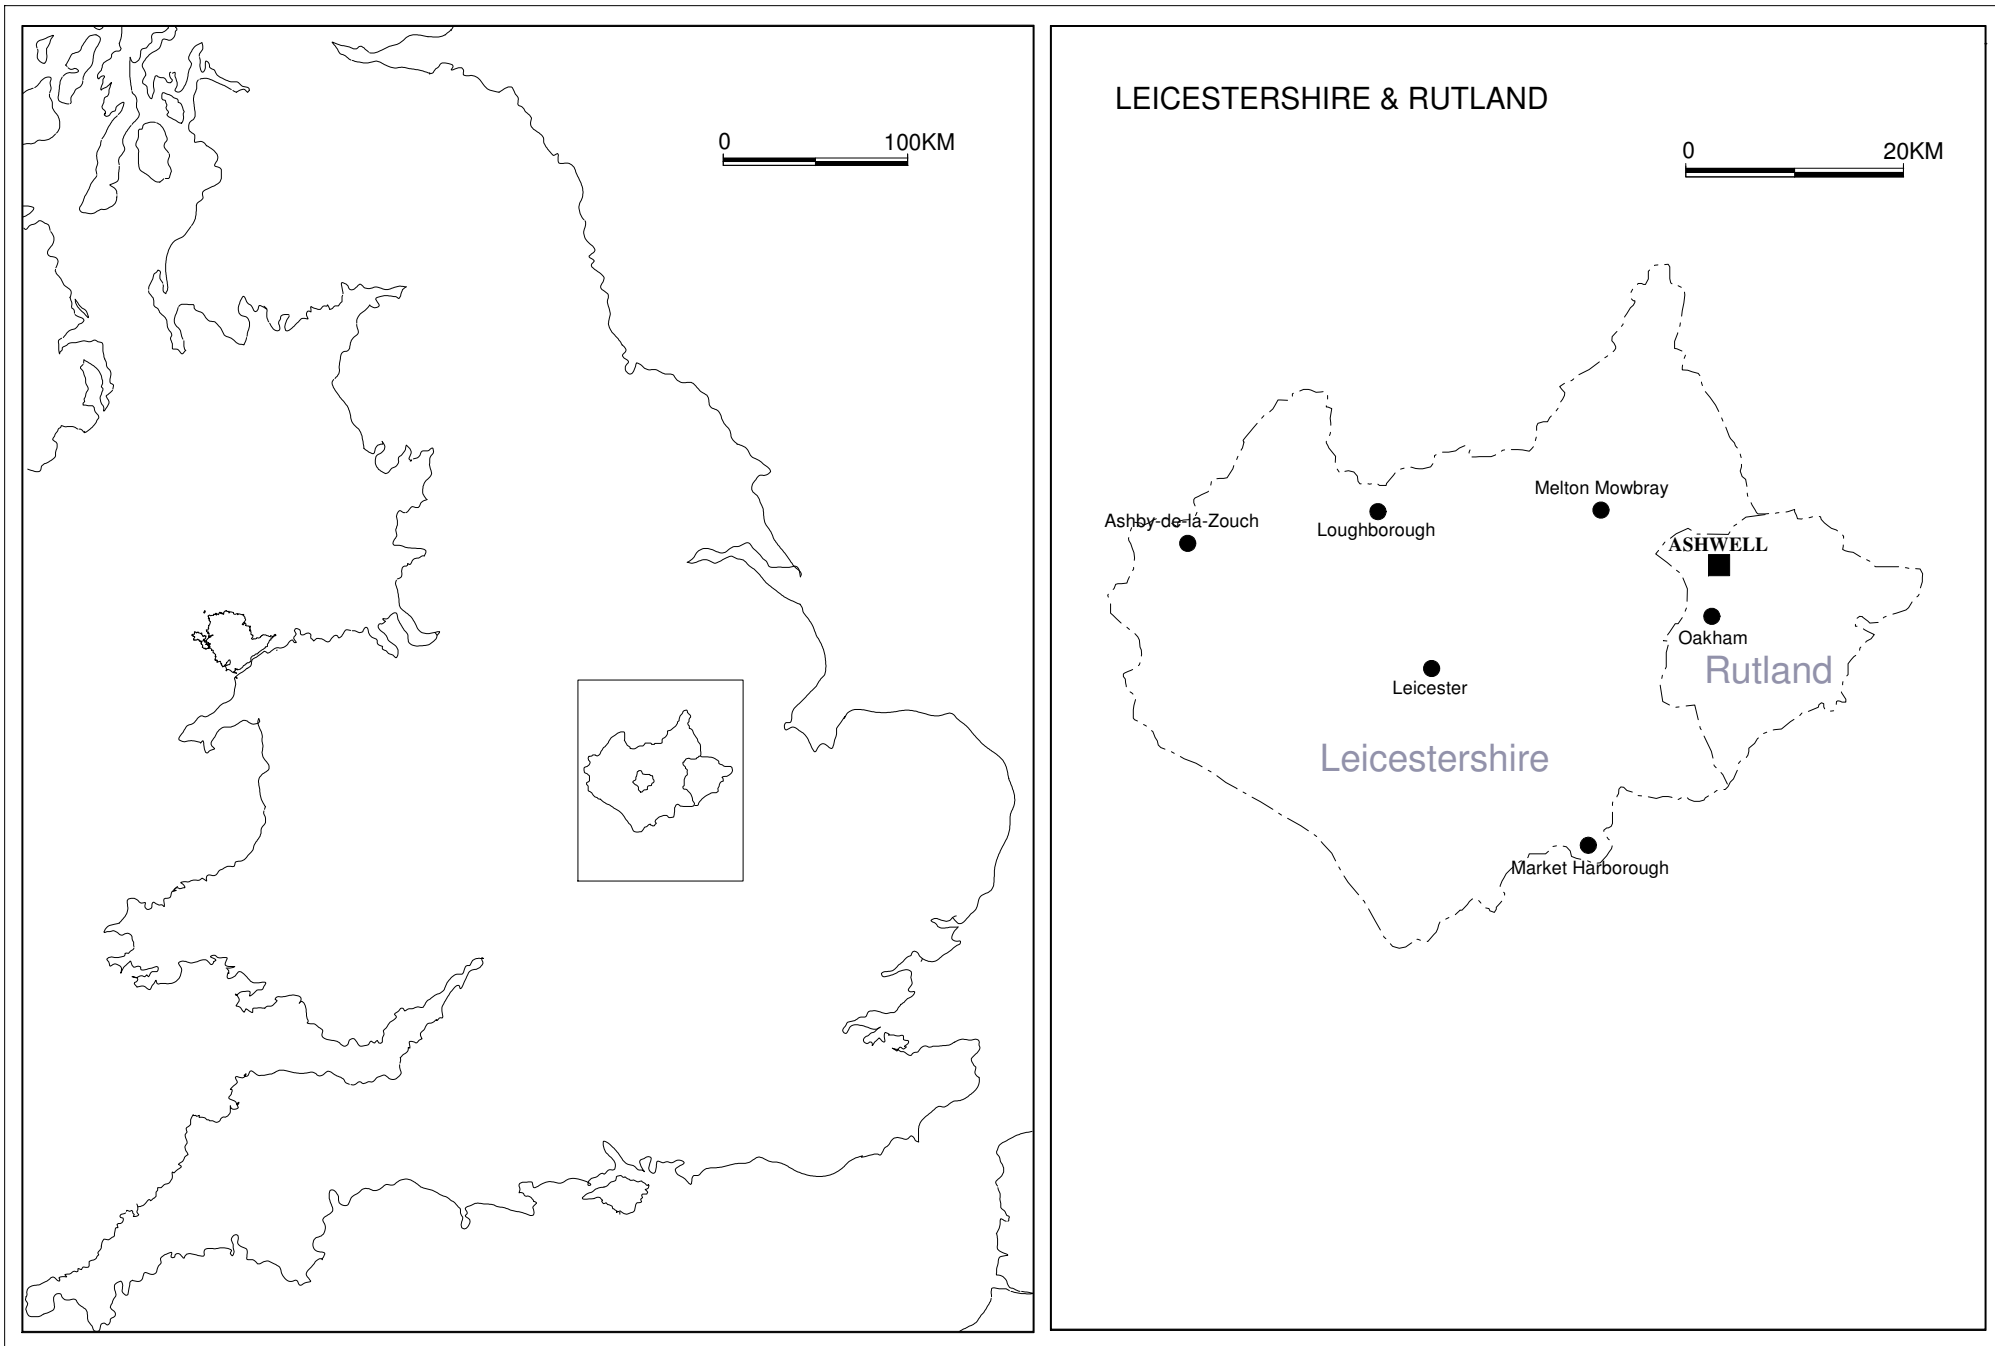 0 100KM
LEICESTERSHIRE & RUTLAND
0 20KM
Melton Mowbray
Ashby-de-la-Zouch
Loughborough
ASHWELL
Oakham
Rutland
Leicester
Leicestershire
Market Harborough